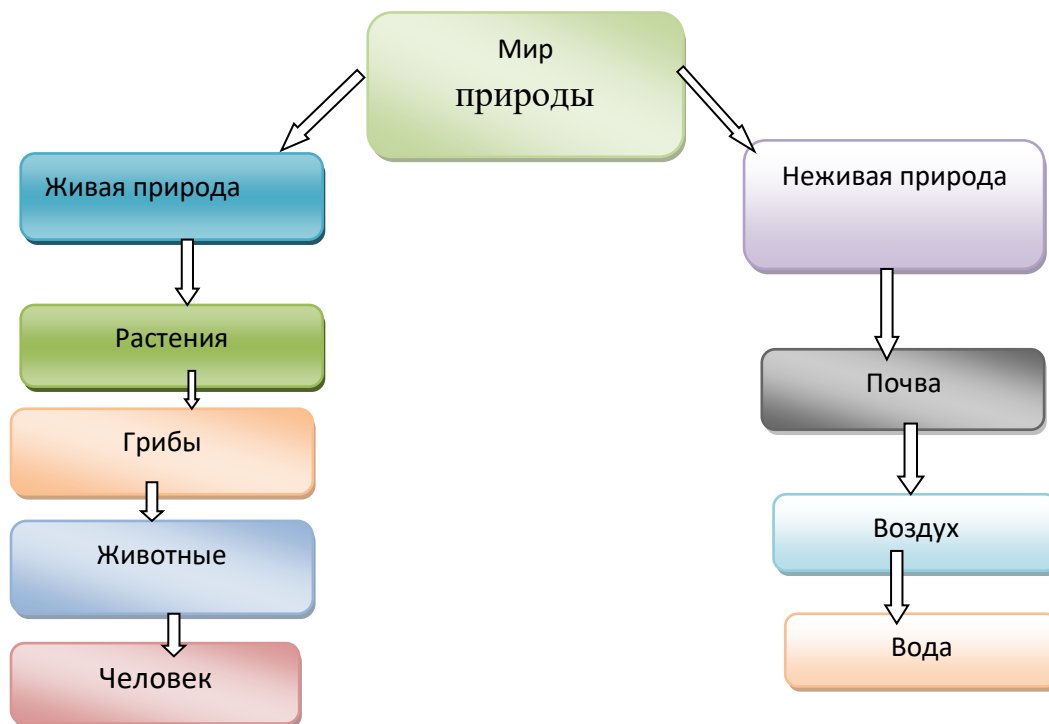 Мир
природы
Живая природа
Неживая природа
Растения
Почва
Грибы
Воздух
Животные
Вода
Человек